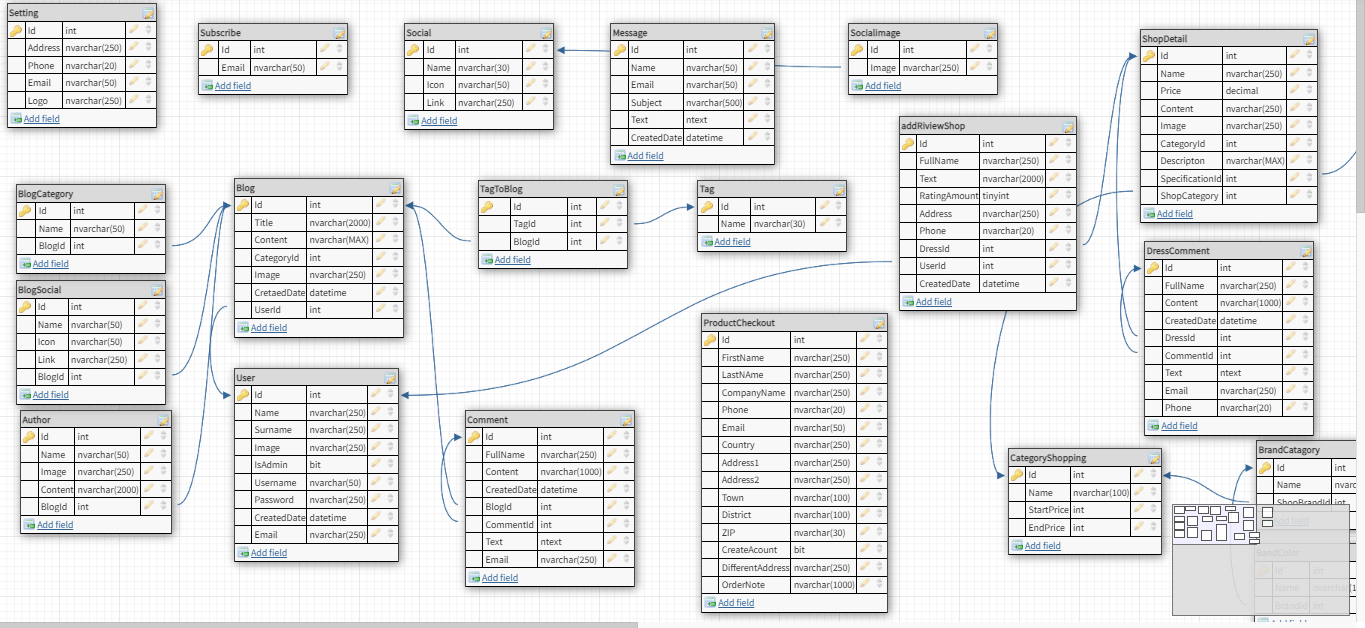 Setting
Id int
Address nvarchar(250)
Phone nvarchar(20)
Email nvarchar(50)
Logo nvarchar(250)
Add field
Subscribe
Id int
Email nvarchar(50)
Add field
Social
Id int
Name nvarchar(30)
Icon nvarchar(50)
Link nvarchar(250)
Add field
Message
Id int
Name nvarchar(50)
Email nvarchar(50)
Subject nvarchar(500)
Text ntext
CreatedDate datetime
Add field
SocialImage
Id int
Image nvarchar(250)
Add field
ShopDetail
Id int
Name nvarchar(250)
Price decimal
Content nvarchar(250)
Image nvarchar(250)
CategoryId int
Descripton nvarchar(MAX)
SpecificationId int
ShopCategory int
Add field
addRiviewShop
Id int
FullName nvarchar(250)
Text nvarchar(2000)
RatingAmount tinyint
Address nvarchar(250)
Phone nvarchar(20)
DressId int
UserId int
CreatedDate datetime
Add field
BlogCategory
Id int
Name nvarchar(50)
BlogId int
Add field
Blog
Id int
Title nvarchar(2000)
Content nvarchar(MAX)
CategoryId int
Image nvarchar(250)
CretaedDate datetime
UserId int
Add field
TagToBlog
Id int
TagId int
BlogId int
Add field
Tag
Id int
Name nvarchar(30)
Add field
DressComment
Id int
FullName nvarchar(250)
Content nvarchar(1000)
CreatedDate datetime
DressId int
CommentId int
Text ntext
Email nvarchar(250)
Phone nvarchar(20)
Add field
BlogSocial
Id int
Name nvarchar(50)
Icon nvarchar(50)
Link nvarchar(250)
BlogId int
Add field
ProductCheckout
Id int
FirstName nvarchar(250)
LastNAme nvarchar(250)
CompanyName nvarchar(250)
Phone nvarchar(20)
Email nvarchar(50)
Country nvarchar(250)
Address1 nvarchar(250)
Address2 nvarchar(250)
Town nvarchar(100)
District nvarchar(100)
ZIP nvarchar(30)
CreateAcount bit
DifferentAddress nvarchar(250)
OrderNote nvarchar(1000)
Add field
User
Id int
Name nvarchar(250)
Surname nvarchar(250)
Image nvarchar(250)
IsAdmin bit
Username nvarchar(50)
Password nvarchar(250)
CreatedDate datetime
Email nvarchar(250)
Add field
Author
Id int
Name nvarchar(50)
Image nvarchar(250)
Content nvarchar(2000)
BlogId int
Add field
Comment
Id int
FullName nvarchar(250)
Content nvarchar(1000)
CreatedDate datetime
BlogId int
CommentId int
Text ntext
Email nvarchar(250)
Add field
CategoryShopping
Id int
Name nvarchar(100)
StartPrice int
EndPrice int
Add field
BrandCatagory
Id int
Name nvarc
ShopBrandId int
Add field
Id int
Name nvarchar(1
BrandId int